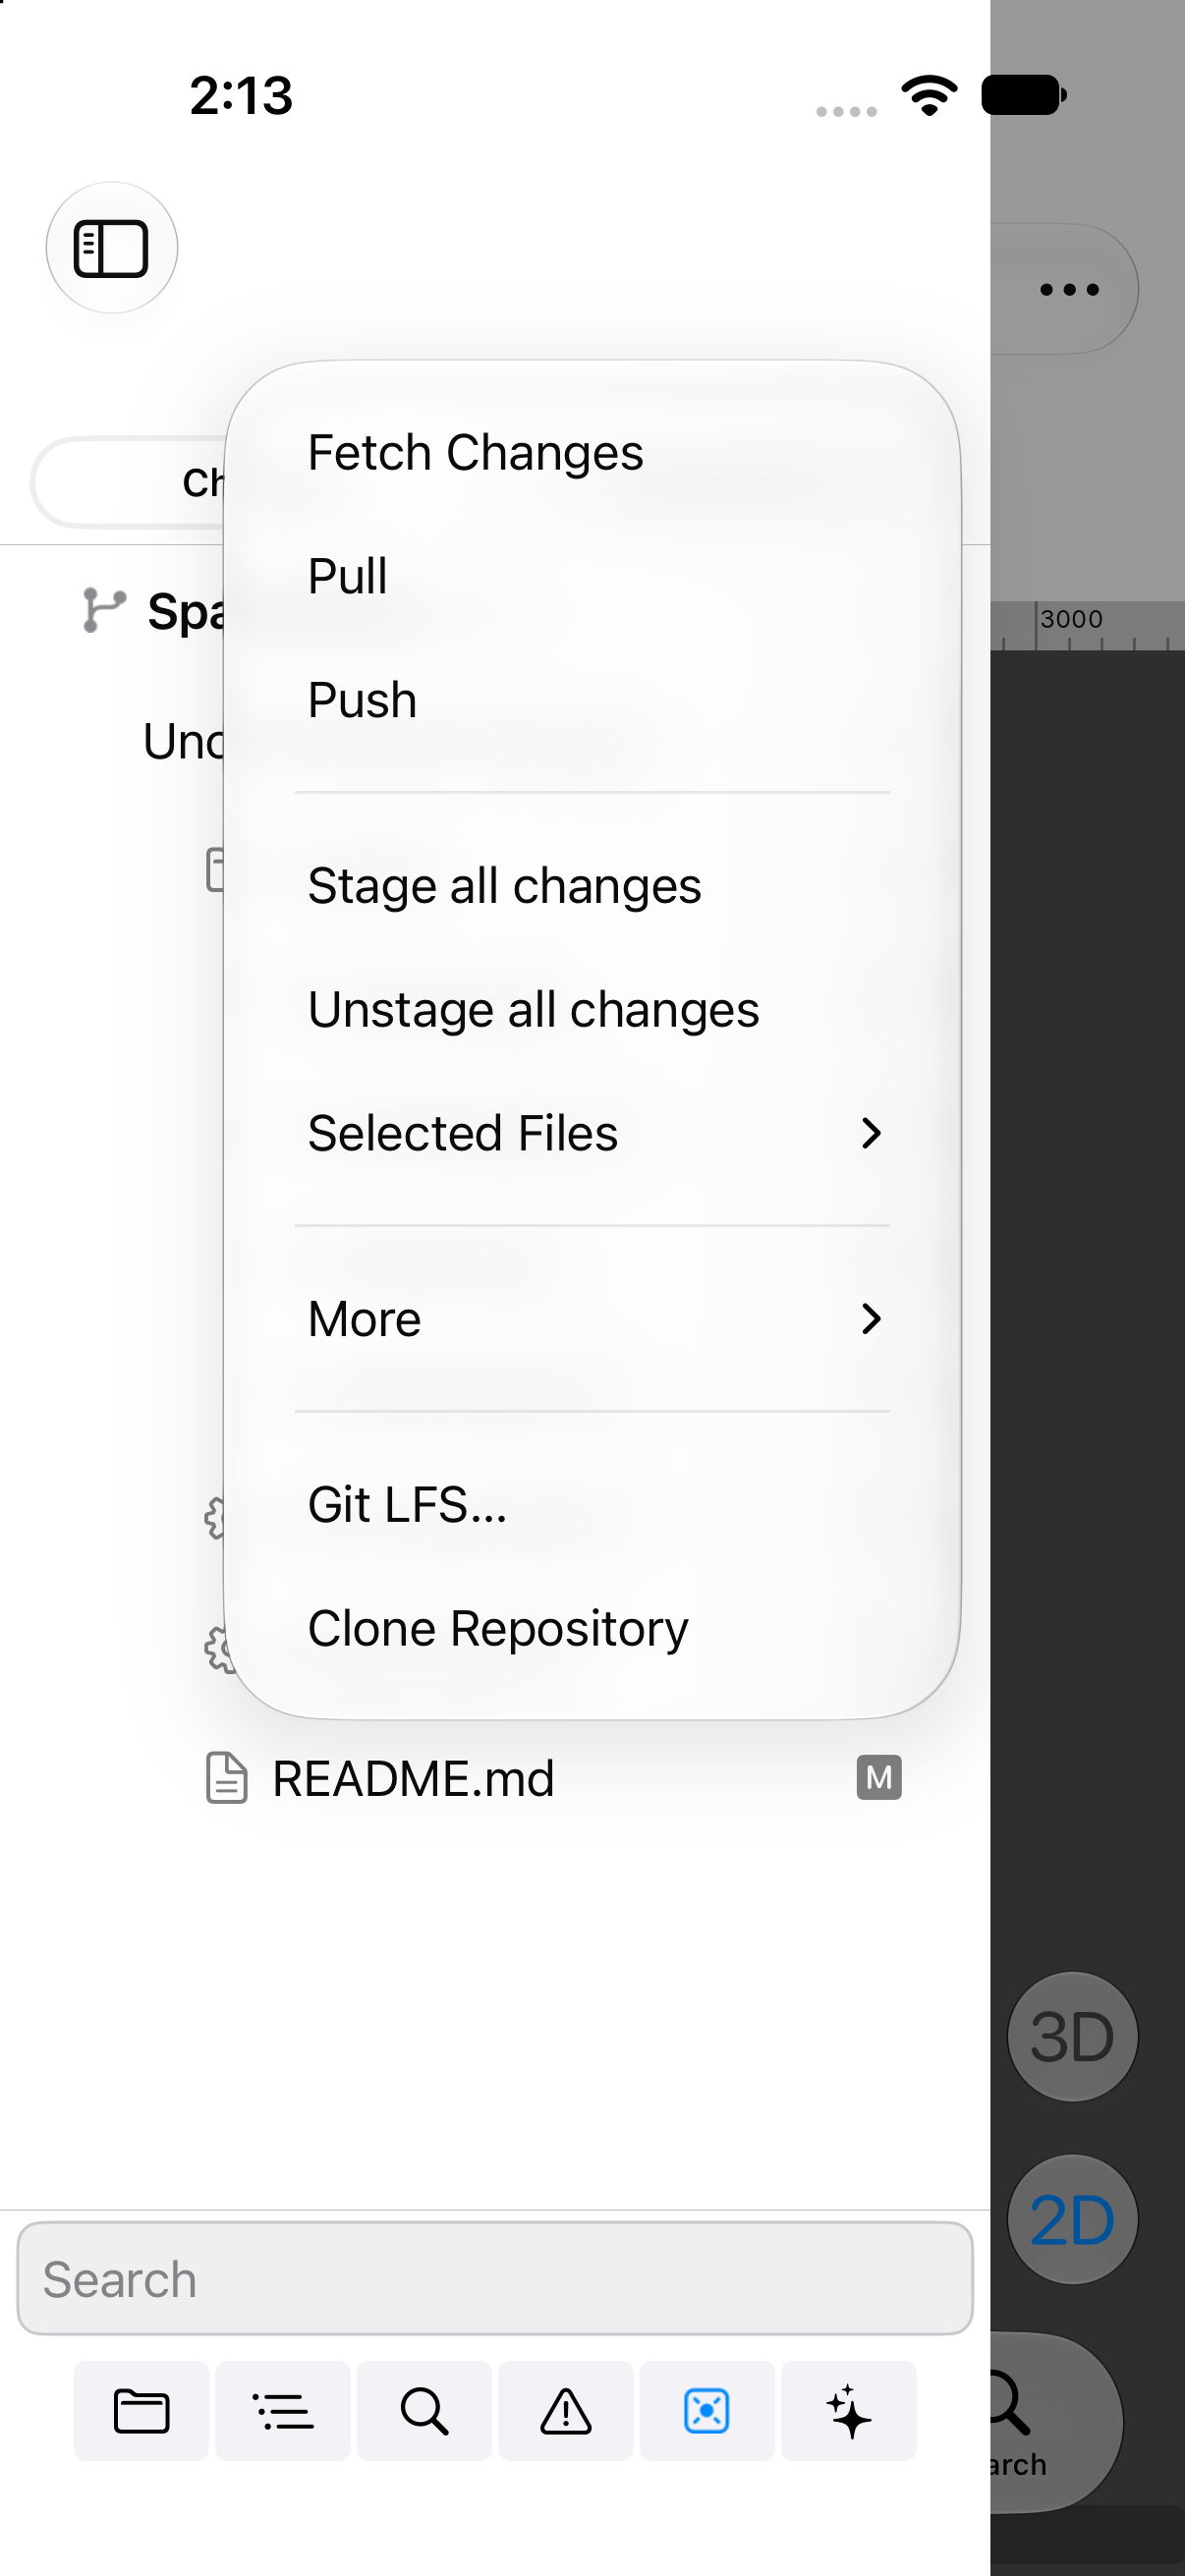 2:13
Fetch Changes
Pull
3000
Push
Stage all changes
Unstage all changes
Selected Files
More
Git LFS...
Clone Repository
README.md
M
3D
2D
Search